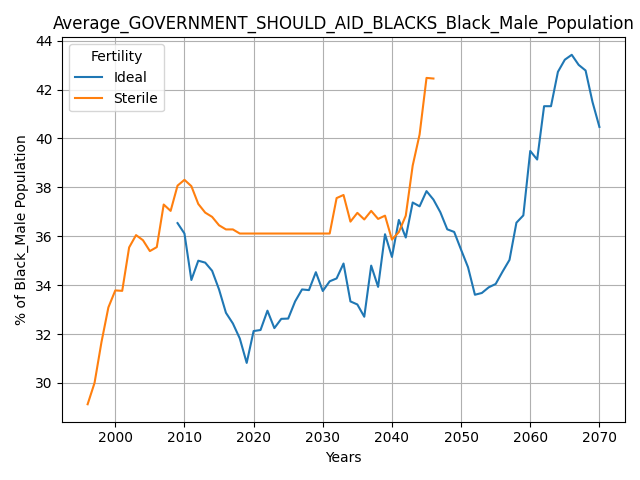 Average_GOVERNMENT_SHOULD_AID_BLACKS_Black_Male_Population
Fertility
Ideal
Sterile
% of Black_Male Population
44
42
40
38
36
34
32
30
2000
2010
2020
2030
2040
2050
2060
2070
Years